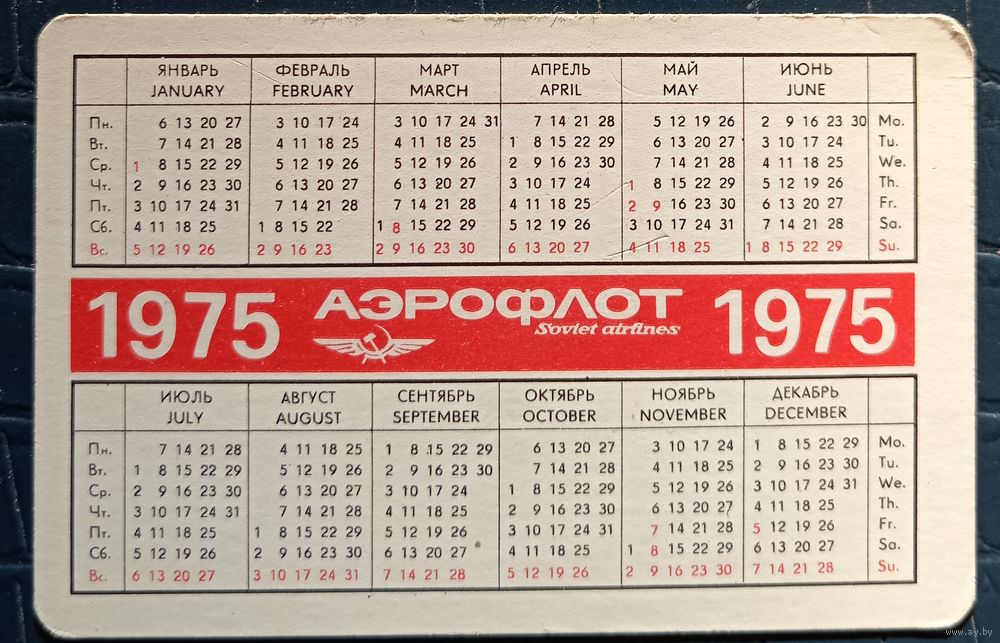 ЯНВАРЬ ФЕВРАЛЬ МАРТ АПРЕЛЬ МАЙ ИЮНЬ
JANUARY FEBRUARY MARCH APRIL MAY JUNE
Пн. 6 13 20 27 3 10 17 24 3 10 17 24 31 7 14 21 28 5 12 19 26 2 9 16 23 30 Mo.
Вт. 7 14 21 28 4 11 18 25 4 11 18 25 1 8 15 22 29 6 13 20 27 3 10 17 24 Tu.
Ср. 1 8 15 22 29 5 12 19 26 5 12 19 26 2 9 16 23 30 7 14 21 28 4 11 18 25 We.
Чт. 2 9 16 23 30 6 13 20 27 6 13 20 27 3 10 17 24 1 8 15 22 29 5 12 19 26 Th.
Пт. 3 10 17 24 31 7 14 21 28 7 14 21 28 4 11 18 25 2 9 16 23 30 6 13 20 27 Fr.
Сб. 4 11 18 25 1 8 15 22 1 8 15 22 29 5 12 19 26 3 10 17 24 31 7 14 21 28 Sa.
Вс. 5 12 19 26 2 9 16 23 2 9 16 23 30 6 13 20 27 4 11 18 25 1 8 15 22 29 Su.
1975 АЭРОФЛОТ 1975
Soviet airlines
ИЮЛЬ АВГУСТ СЕНТЯБРЬ ОКТЯБРЬ НОЯБРЬ ДЕКАБРЬ
JULY AUGUST SEPTEMBER OCTOBER NOVEMBER DECEMBER
Пн. 7 14 21 28 4 11 18 25 1 8 15 22 29 6 13 20 27 3 10 17 24 1 8 15 22 29 Mo.
Вт. 1 8 15 22 29 5 12 19 26 2 9 16 23 30 7 14 21 28 4 11 18 25 2 9 16 23 30 Tu.
Ср. 2 9 16 23 30 6 13 20 27 3 10 17 24 1 8 15 22 29 5 12 19 26 3 10 17 24 31 We.
Чт. 3 10 17 24 31 7 14 21 28 4 11 18 25 2 9 16 23 30 6 13 20 27 4 11 18 25 Th.
Пт. 4 11 18 25 1 8 15 22 29 5 12 19 26 3 10 17 24 31 7 14 21 28 5 12 19 26 Fr.
Сб. 5 12 19 26 2 9 16 23 30 6 13 20 27 4 11 18 25 1 8 15 22 29 6 13 20 27 Sa.
Вс. 6 13 20 27 3 10 17 24 31 7 14 21 28 5 12 19 26 2 9 16 23 30 7 14 21 28 Su.
www.ay.by